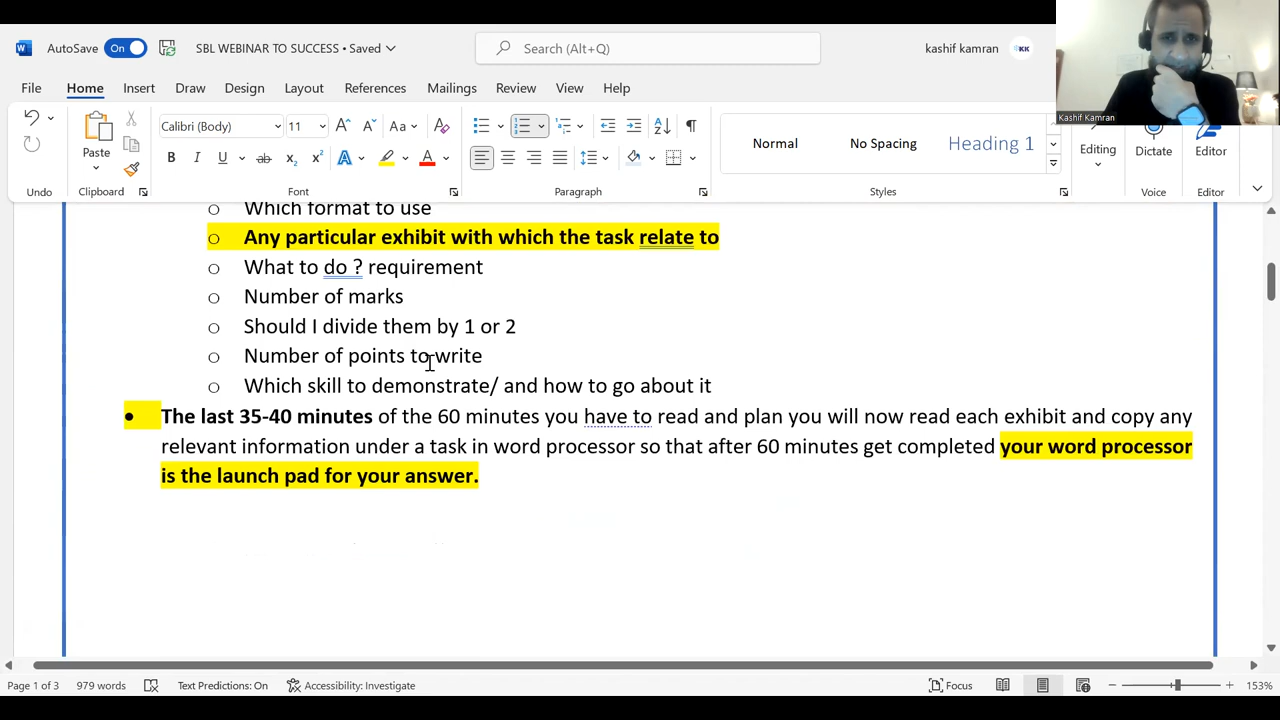 AutoSave On SBL WEBINAR TO SUCCESS • Saved Search (Alt+Q) kashif kamran KK
Kashif Kamran
File Home Insert Draw Design Layout References Mailings Review View Help
Calibri (Body) 11 Aa
Normal No Spacing Heading 1
Paste Editing Dictate Editor
Undo Clipboard Font Paragraph Styles Voice Editor
o Which format to use
o Any particular exhibit with which the task relate to
o What to do ? requirement
o Number of marks
o Should I divide them by 1 or 2
o Number of points to write
o Which skill to demonstrate/ and how to go about it
• The last 35-40 minutes of the 60 minutes you have to read and plan you will now read each exhibit and copy any
relevant information under a task in word processor so that after 60 minutes get completed your word processor
is the launch pad for your answer.
Page 1 of 3 979 words Text Predictions: On Accessibility: Investigate Focus 153%